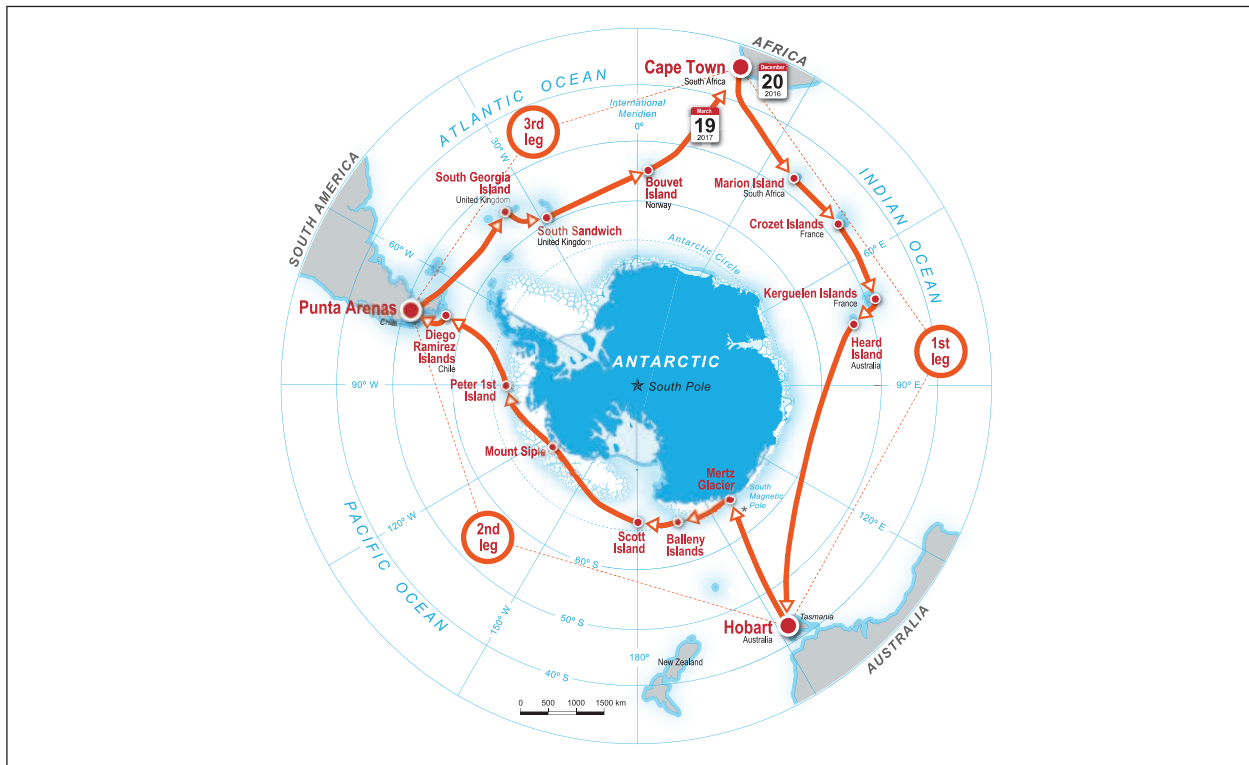 AFRICA
Cape Town
South Africa
December
20
2016
March
19
2017
ATLANTIC OCEAN
International
Meridien
0°
3rd
leg
30° W
South Georgia
Island
United Kingdom
South Sandwich
United Kingdom
Bouvet
Island
Norway
Marion Island
South Africa
INDIAN OCEAN
Crozet Islands
France
60° E
SOUTH AMERICA
60° W
Antarctic Circle
Kerguelen Islands
France
Punta Arenas
Chile
Diego
Ramirez
Islands
Chile
Heard
Island
Australia
1st
leg
ANTARCTIC
South Pole
90° W
Peter 1st
Island
90° E
Mount Siple
Mertz
Glacier
South
Magnetic
Pole
*
PACIFIC OCEAN
120° W
2nd
leg
Scott
Island
Balleny
Islands
120° E
60° S
150° W
50° S
Hobart
Australia
Tasmania
AUSTRALIA
180°
New Zealand
40° S
0 500 1000 1500 km